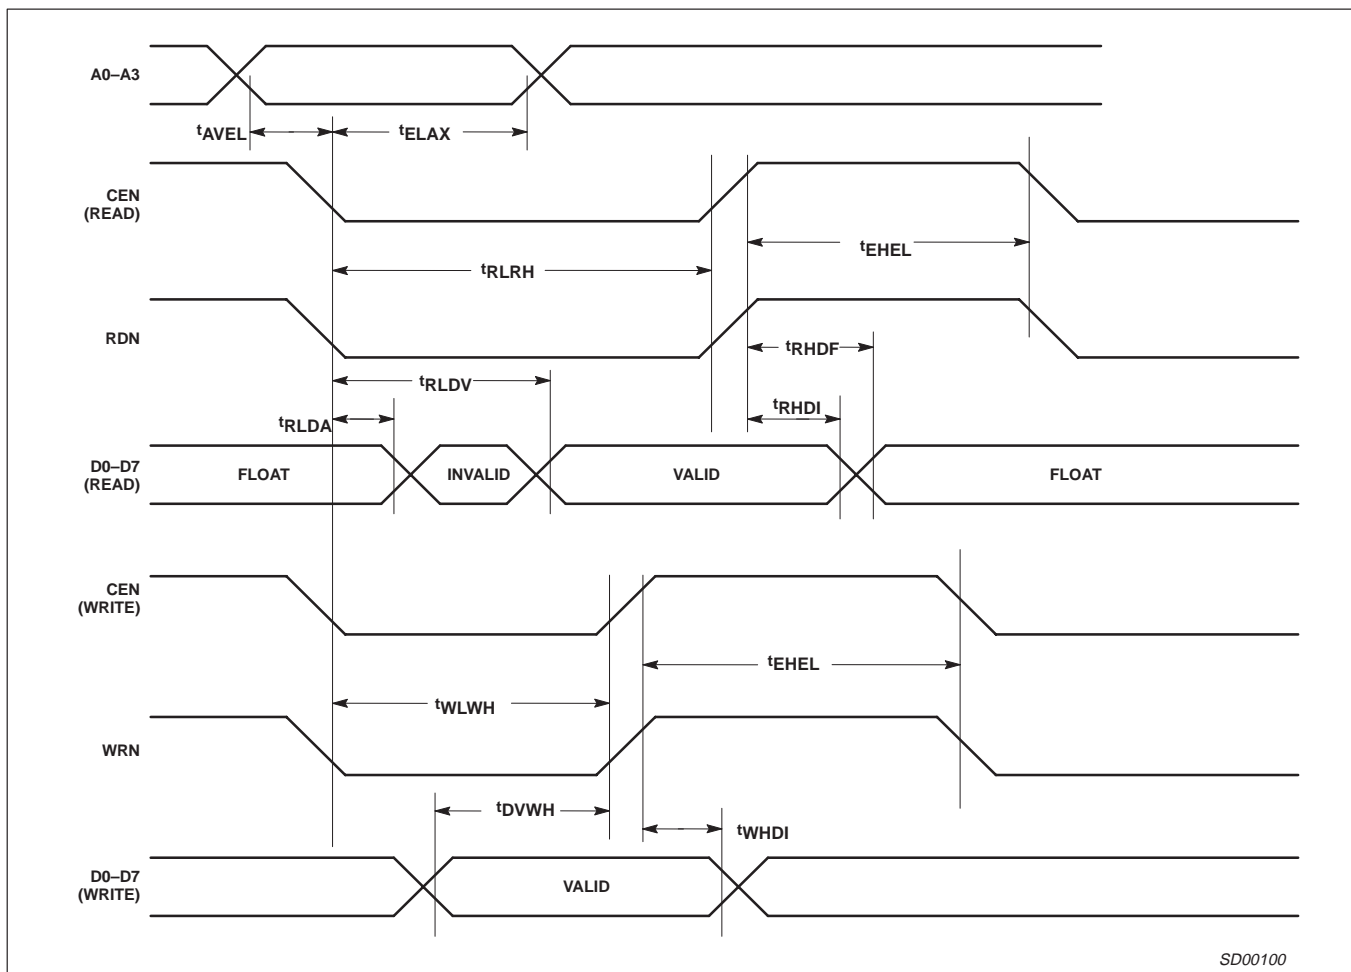 A0–A3
tAVEL
tELAX
CEN
(READ)
tEHEL
tRLRH
RDN
tRHDF
tRLDV
tRHDI
tRLDA
D0–D7
(READ)
FLOAT
INVALID
VALID
FLOAT
CEN
(WRITE)
tEHEL
tWLWH
WRN
tDVWH
tWHDI
D0–D7
(WRITE)
VALID
SD00100